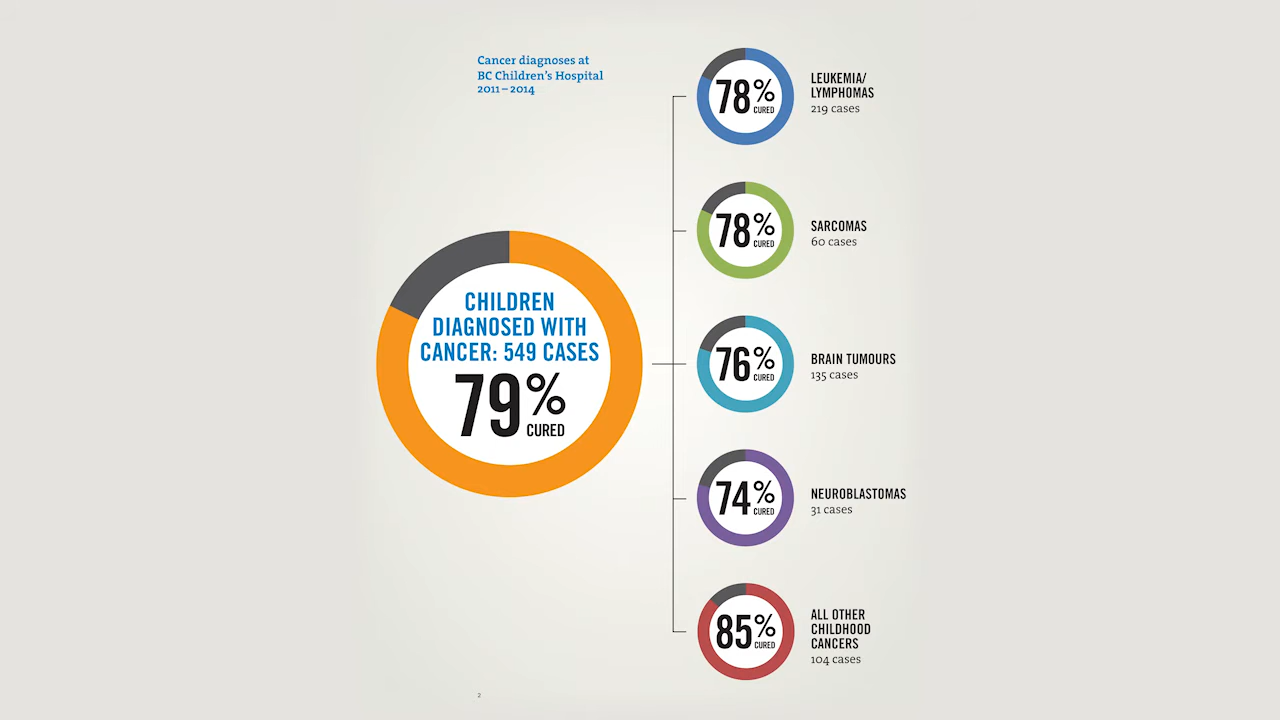 Cancer diagnoses at
BC Children's Hospital
2011–2014
CHILDREN
DIAGNOSED WITH
CANCER: 549 CASES
79%
CURED
78%
CURED
LEUKEMIA/
LYMPHOMAS
219 cases
78%
CURED
SARCOMAS
60 cases
76%
CURED
BRAIN TUMOURS
135 cases
74%
CURED
NEUROBLASTOMAS
31 cases
85%
CURED
ALL OTHER
CHILDHOOD
CANCERS
104 cases
2